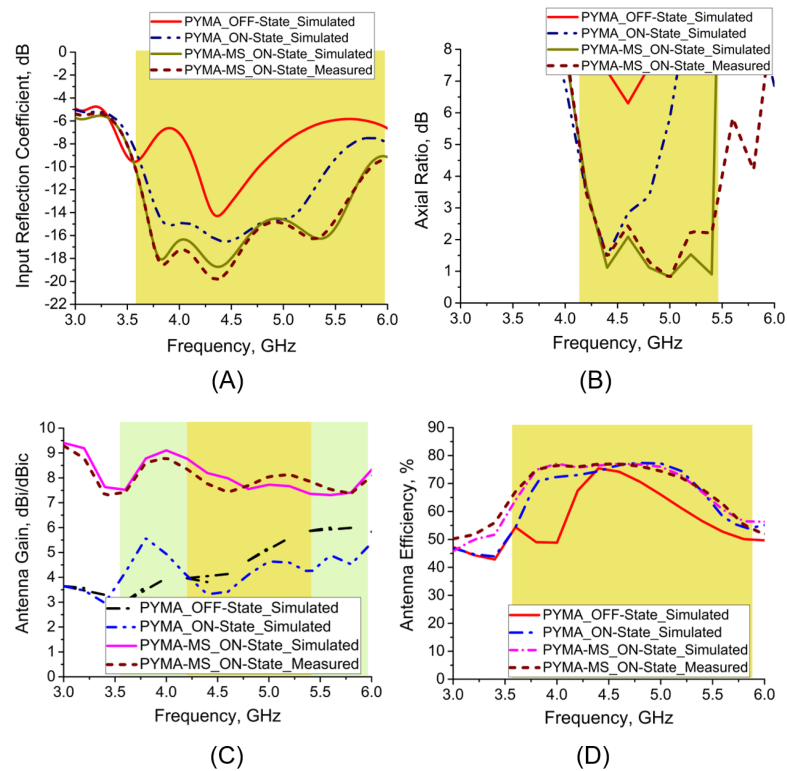 PYMA_OFF-State_Simulated
PYMA_ON-State_Simulated
PYMA-MS_ON-State_Simulated
PYMA-MS_ON-State_Measured
Input Reflection Coefficient, dB
0
-2
-4
-6
-8
-10
-12
-14
-16
-18
-20
-22
3.0 3.5 4.0 4.5 5.0 5.5 6.0
Frequency, GHz
(A)
PYMA_OFF-State_Simulated
PYMA_ON-State_Simulated
PYMA-MS_ON-State_Simulated
PYMA-MS_ON-State_Measured
Axial Ratio, dB
8
7
6
5
4
3
2
1
0
3.0 3.5 4.0 4.5 5.0 5.5 6.0
Frequency, GHz
(B)
Antenna Gain, dBi/dBic
10
9
8
7
6
5
4
3
2
1
0
PYMA_OFF-State_Simulated
PYMA_ON-State_Simulated
PYMA-MS_ON-State_Simulated
PYMA-MS_ON-State_Measured
3.0 3.5 4.0 4.5 5.0 5.5 6.0
Frequency, GHz
(C)
Antenna Efficiency, %
90
80
70
60
50
40
30
20
10
0
PYMA_OFF-State_Simulated
PYMA_ON-State_Simulated
PYMA-MS_ON-State_Simulated
PYMA-MS_ON-State_Measured
3.0 3.5 4.0 4.5 5.0 5.5 6.0
Frequency, GHz
(D)